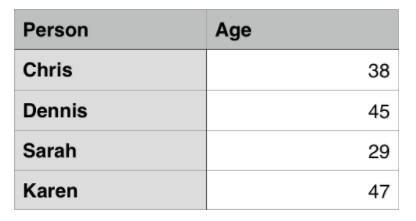 Person Age
Chris 38
Dennis 45
Sarah 29
Karen 47